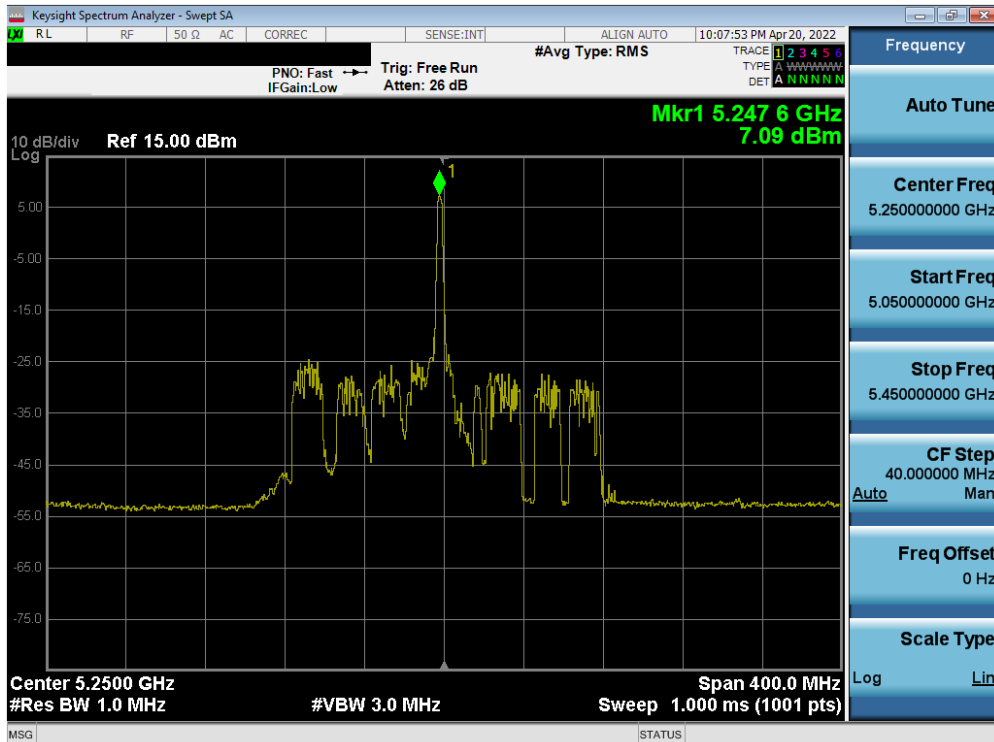 Keysight Spectrum Analyzer - Swept SA
LXI RL RF 50 Ω AC CORREC SENSE:INT ALIGN AUTO 10:07:53 PM Apr 20, 2022
Frequency
#Avg Type: RMS
TRACE 1 2 3 4 5 6
PNO: Fast Trig: Free Run
TYPE A WWWWW
IFGain:Low Atten: 26 dB
DET A N N N N N
Auto Tune
Mkr1 5.247 6 GHz
7.09 dBm
10 dB/div Ref 15.00 dBm
Log
1
5.00
-5.00
-15.0
-25.0
-35.0
-45.0
-55.0
-65.0
-75.0
Center Freq
5.250000000 GHz
Start Freq
5.050000000 GHz
Stop Freq
5.450000000 GHz
CF Step
40.000000 MHz
Auto Man
Freq Offset
0 Hz
Scale Type
Log Lin
Center 5.2500 GHz Span 400.0 MHz
#Res BW 1.0 MHz #VBW 3.0 MHz Sweep 1.000 ms (1001 pts)
MSG STATUS